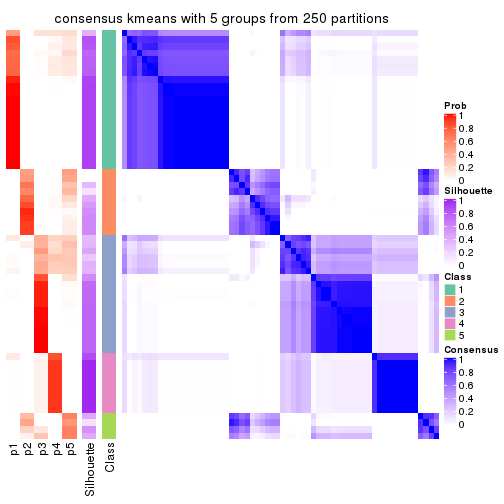 consensus kmeans with 5 groups from 250 partitions
Prob
1
0.8
0.6
0.4
0.2
0
Silhouette
1
0.8
0.6
0.4
0.2
0
Class
1
2
3
4
5
Consensus
1
0.8
0.6
0.4
0.2
0
p1
p2
p3
p4
p5
Silhouette
Class